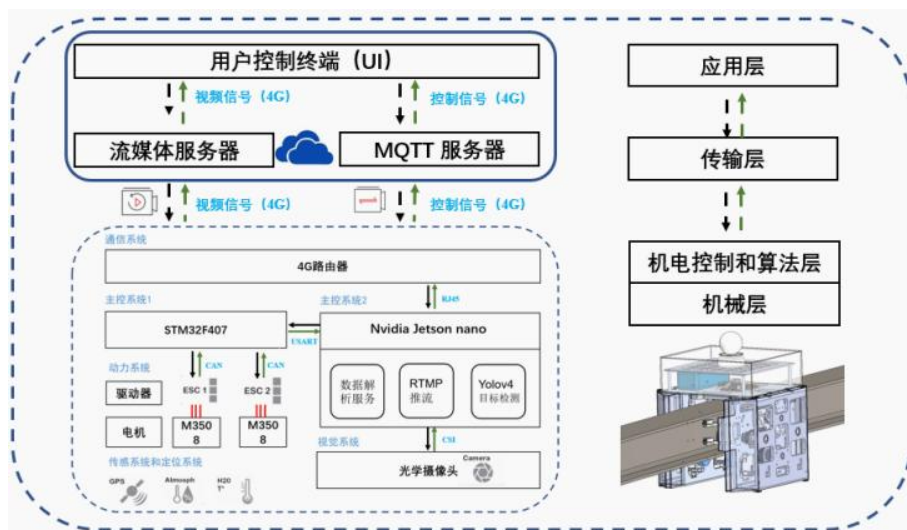 用户控制终端（UI）
视频信号（4G）
控制信号（4G）
流媒体服务器
MQTT 服务器
视频信号（4G）
控制信号（4G）
通信系统
4G路由器
主控系统1
主控系统2
RJ45
STM32F407
USART
Nvidia Jetson nano
CAN
CAN
动力系统
驱动器
ESC 1
ESC 2
数据解
析服务
RTMP
推流
Yolov4
目标检测
电机
M350
8
M350
8
视觉系统
CSI
传感系统和定位系统
光学摄像头
Camera
GPS
Atmosph
H20
T°
应用层
传输层
机电控制和算法层
机械层